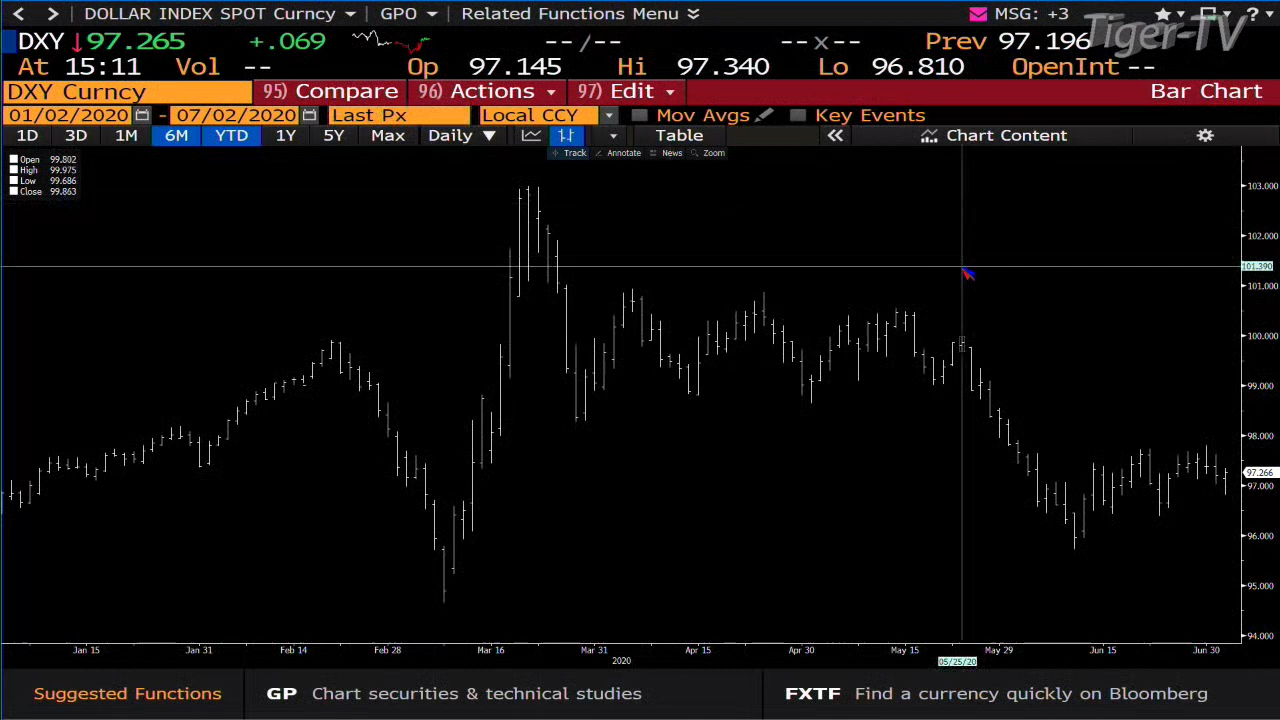 DOLLAR INDEX SPOT Curncy GPO Related Functions Menu MSG: +3 ?
Tiger-TV
DXY ↓97.265 +.069 --/-- --x-- Prev 97.196
At 15:11 Vol -- Op 97.145 Hi 97.340 Lo 96.810 OpenInt --
DXY Curncy 95) Compare 96) Actions 97) Edit Bar Chart
01/02/2020 - 07/02/2020 Last Px Local CCY Mov Avgs Key Events
1D 3D 1M 6M YTD 1Y 5Y Max Daily ▼ Table « Chart Content
+ Track Annotate News Zoom
Open 99.802
High 99.975
Low 99.686
Close 99.863
103.000
102.000
101.390
101.000
100.000
99.000
98.000
97.266
97.000
96.000
95.000
94.000
Jan 15 Jan 31 Feb 14 Feb 28 Mar 16 Mar 31 Apr 15 Apr 30 May 15 May 29 Jun 15 Jun 30
2020 05/25/20
Suggested Functions GP Chart securities & technical studies FXTF Find a currency quickly on Bloomberg